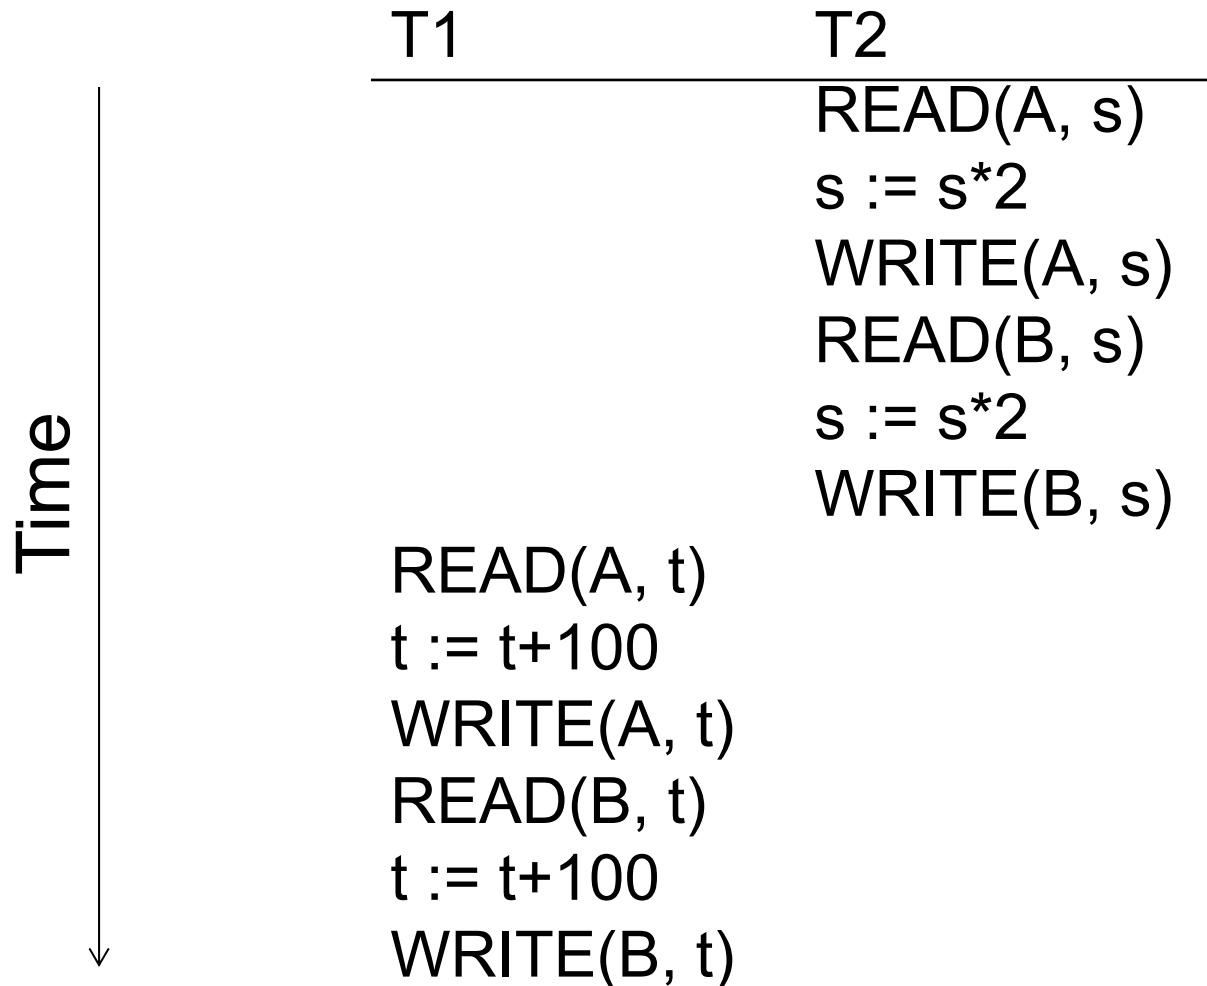 T1 T2
READ(A, s)
s := s*2
WRITE(A, s)
READ(B, s)
s := s*2
WRITE(B, s)
Time
READ(A, t)
t := t+100
WRITE(A, t)
READ(B, t)
t := t+100
WRITE(B, t)